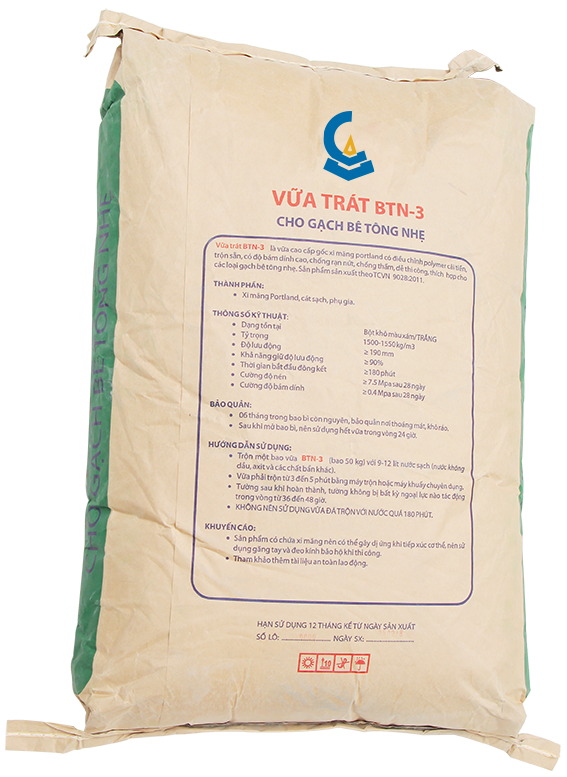 VỮA TRÁT BTN-3
CHO GẠCH BÊ TÔNG NHẸ
Vữa trát BTN-3 là vữa cao cấp gốc xi măng portland có điều chỉnh polymer cải tiến,
trộn sẵn, có độ bám dính cao, chống rạn nứt, chống thấm, dễ thi công, thích hợp cho
các loại gạch bê tông nhẹ. Sản phẩm sản xuất theo TCVN 9028:2011.
THÀNH PHẦN:
• Xi măng Portland, cát sạch, phụ gia.
THÔNG SỐ KỸ THUẬT:
• Dạng tồn tại Bột khô màu xám/TRẮNG
• Tỷ trọng 1500-1550 kg/m3
• Độ lưu động ≥ 190 mm
• Khả năng giữ độ lưu động ≥ 90%
• Thời gian bắt đầu đông kết ≥180 phút
• Cường độ nén ≥ 7.5 Mpa sau 28 ngày
• Cường độ bám dính ≥ 0.4 Mpa sau 28 ngày
BẢO QUẢN:
• 06 tháng trong bao bì còn nguyên, bảo quản nơi thoáng mát, khô ráo.
• Sau khi mở bao bì, nên sử dụng hết vữa trong vòng 24 giờ.
HƯỚNG DẪN SỬ DỤNG:
• Trộn một bao vữa BTN-3 (bao 50 kg) với 9-12 lít nước sạch (nước không
dầu, axit và các chất bẩn khác).
• Vữa phải trộn từ 3 đến 5 phút bằng máy trộn hoặc máy khuấy chuyên dụng.
• Tường sau khi hoàn thành, tường không bị bất kỳ ngoại lực nào tác động
trong vòng từ 36 đến 48 giờ.
• KHÔNG NÊN SỬ DỤNG VỮA ĐÃ TRỘN VỚI NƯỚC QUÁ 180 PHÚT.
KHUYẾN CÁO:
• Sản phẩm có chứa xi măng nên có thể gây dị ứng khi tiếp xúc cơ thể, nên sử
dụng găng tay và đeo kính bảo hộ khi thi công.
• Tham khảo thêm tài liệu an toàn lao động.
HẠN SỬ DỤNG 12 THÁNG KỂ TỪ NGÀY SẢN XUẤT
SỐ LÔ: NGÀY SX:
CHO GẠCH BÊ TÔNG NHẸ